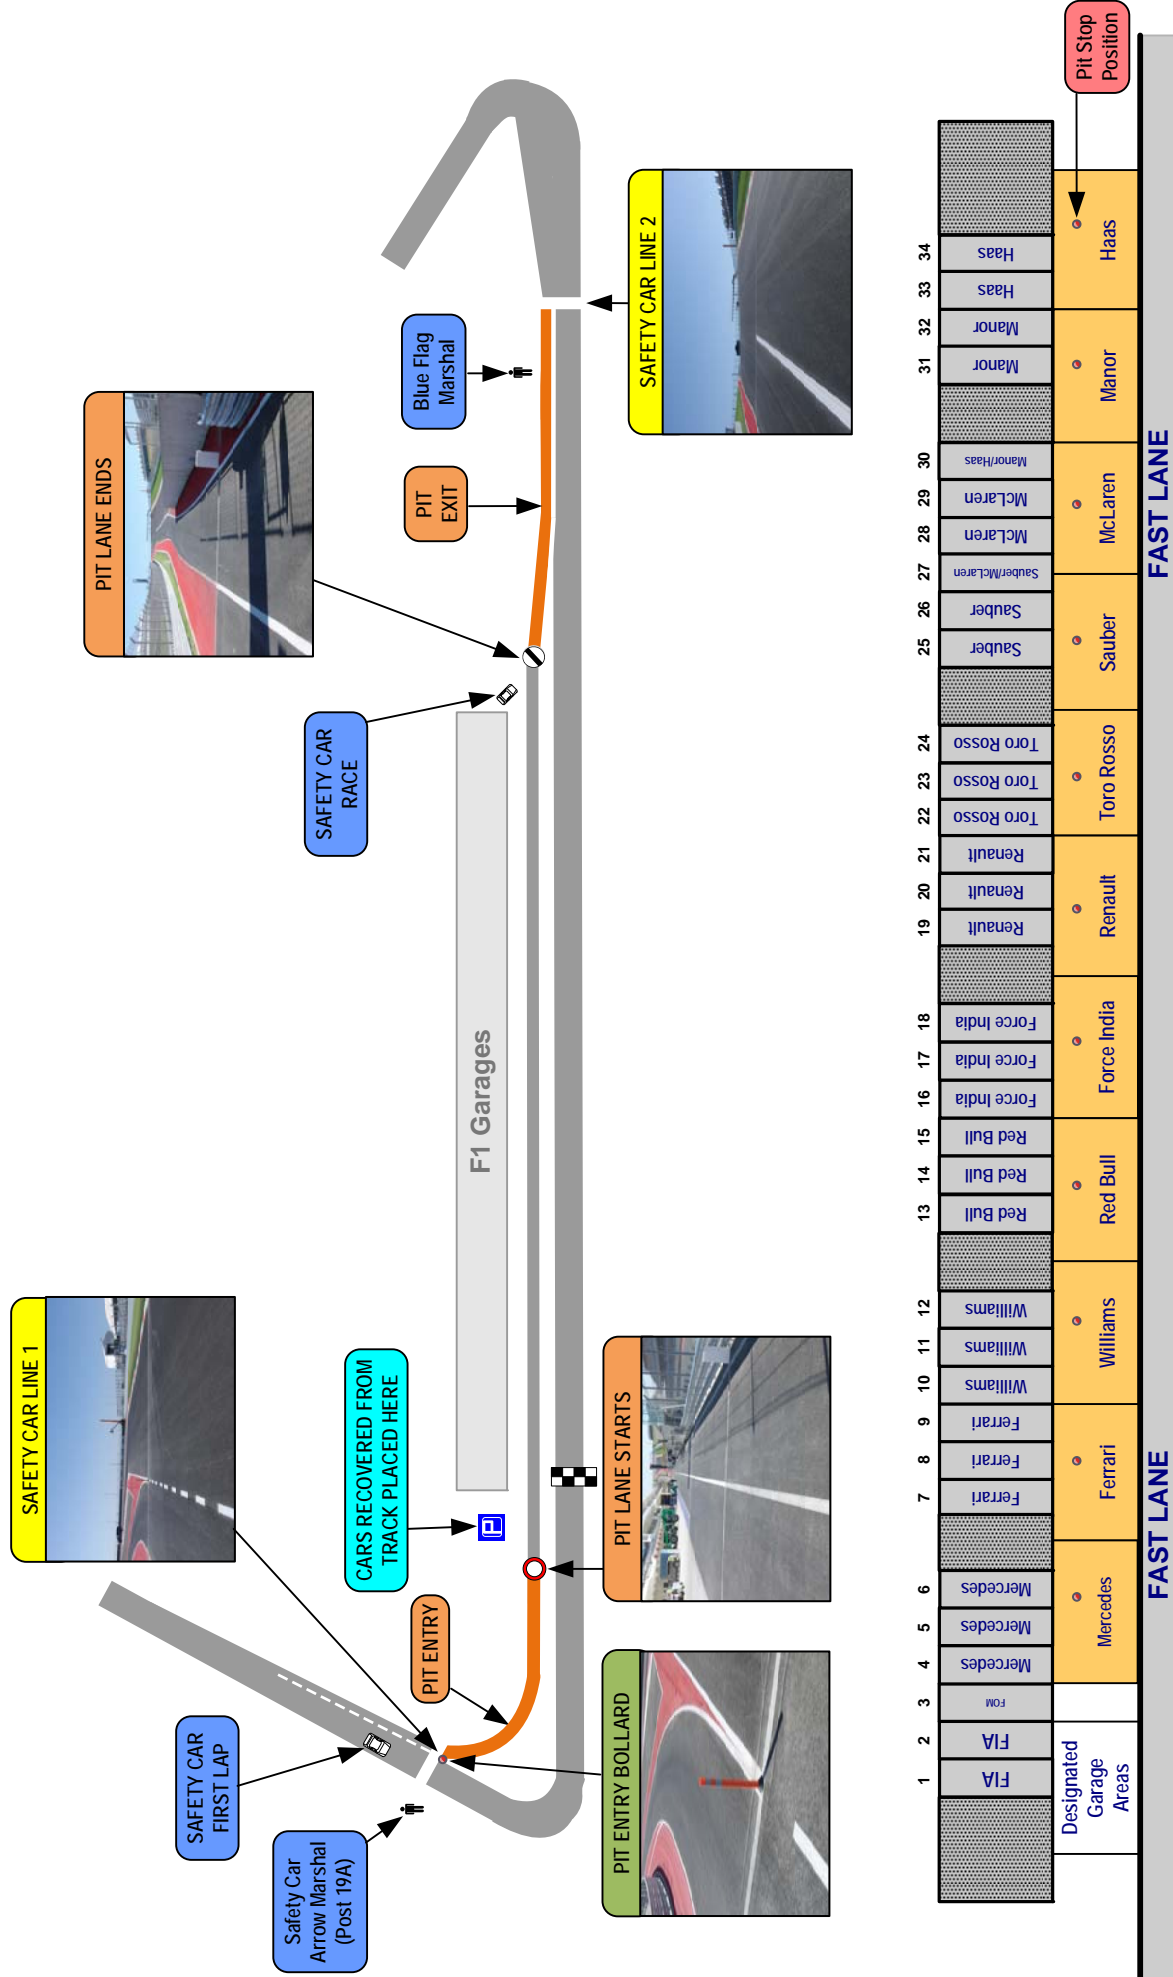 SAFETY CAR LINE 1
PIT LANE ENDS
SAFETY CAR
FIRST LAP
Safety Car
Arrow Marshal
(Post 19A)
PIT ENTRY
CARS RECOVERED FROM
TRACK PLACED HERE
P
F1 Garages
SAFETY CAR
RACE
PIT
EXIT
Blue Flag
Marshal
PIT ENTRY BOLLARD
PIT LANE STARTS
SAFETY CAR LINE 2
1
2
3
4
5
6
7
8
9
10
11
12
13
14
15
16
17
18
19
20
21
22
23
24
25
26
27
28
29
30
31
32
33
34
FIA
FIA
FOM
Mercedes
Mercedes
Mercedes
Ferrari
Ferrari
Ferrari
Williams
Williams
Williams
Red Bull
Red Bull
Red Bull
Force India
Force India
Force India
Renault
Renault
Renault
Toro Rosso
Toro Rosso
Toro Rosso
Sauber
Sauber
Sauber/McLaren
McLaren
McLaren
Manor/Haas
Manor
Manor
Haas
Haas
Designated
Garage
Areas
Mercedes
Ferrari
Williams
Red Bull
Force India
Renault
Toro Rosso
Sauber
McLaren
Manor
Haas
Pit Stop
Position
FAST LANE
FAST LANE